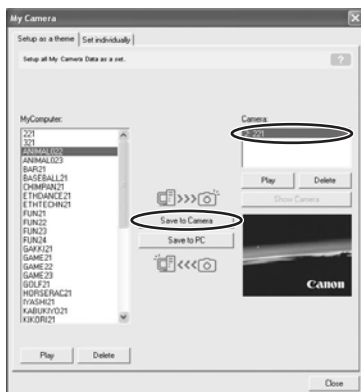 My Camera
Setup as a theme
Set individually
Setup all My Camera Data as a set.
?
MyComputer:
221
321
ANIMAL022
ANIMAL023
BAR21
BASEBALL21
CHIMPAN21
ETHDANCE21
ETHTECHN21
FUN21
FUN22
FUN23
FUN24
GAKKI21
GAME21
GAME22
GAME23
GOLF21
HORSERAC21
IYASHI21
KABUKIYO21
KIKORI21
Play
Delete
>>>
Save to Camera
Save to PC
<<<
Camera:
Play
Delete
Show Camera
Canon
Close